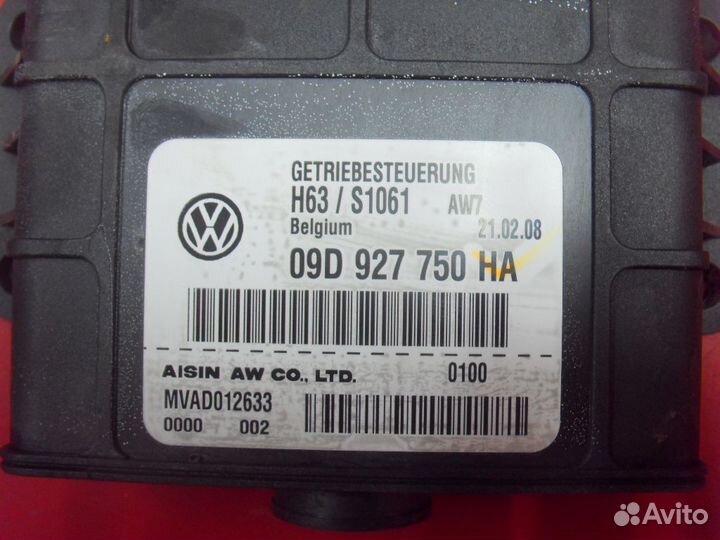 GETRIEBESTEUERUNG
H63 / S1061 AW7
Belgium 21.02.08
09D 927 750 HA
AISIN AW CO., LTD. 0100
MVAD012633
0000 002
Avito